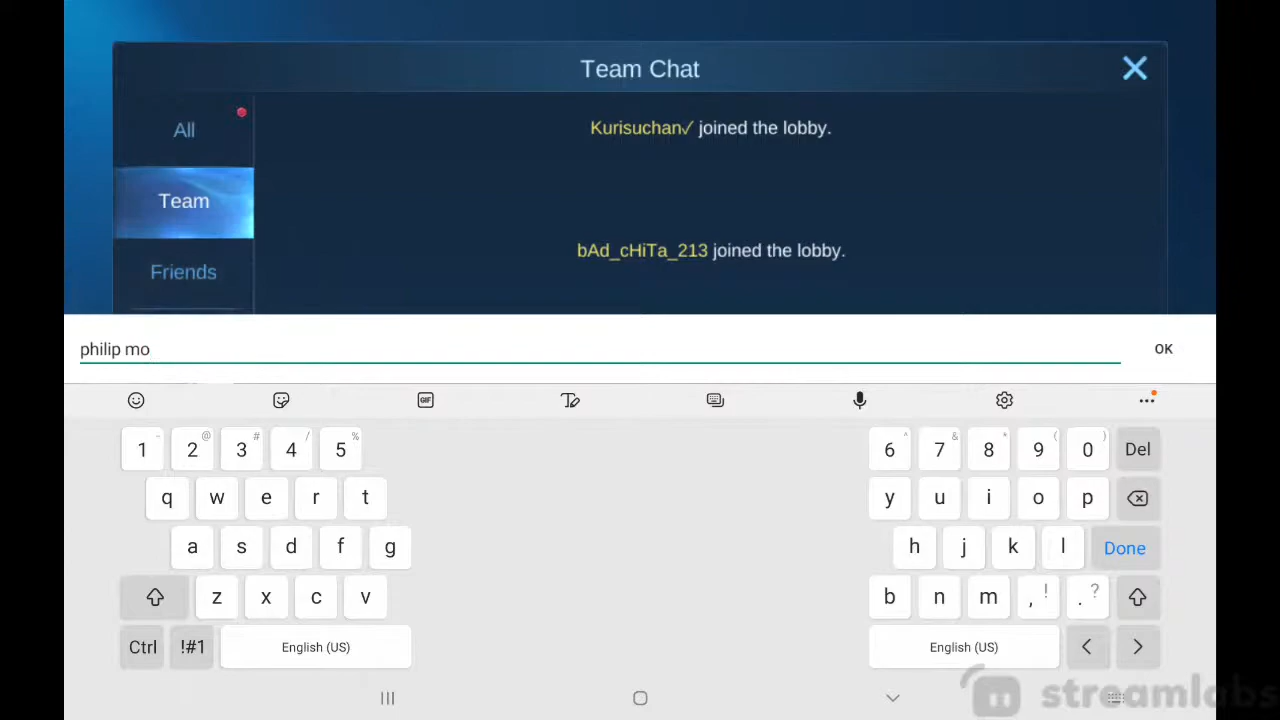 Team Chat
All
Kurisuchan✓ joined the lobby.
Team
bAd_cHiTa_213 joined the lobby.
Friends
philip mo
OK
GIF
1 - 2 @ 3 # 4 / 5 % 6 ^ 7 & 8 * 9 ( 0 ) Del
q w e r t y u i o p
a s d f g h j k l Done
z x c v b n m , ! . ?
Ctrl !#1 English (US) English (US) < >
streamlabs